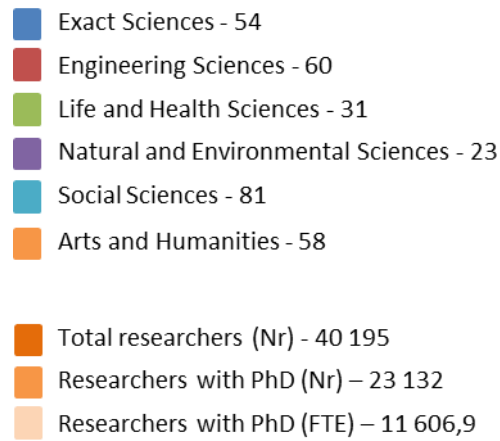 Exact Sciences - 54
Engineering Sciences - 60
Life and Health Sciences - 31
Natural and Environmental Sciences - 23
Social Sciences - 81
Arts and Humanities - 58
Total researchers (Nr) - 40 195
Researchers with PhD (Nr) – 23 132
Researchers with PhD (FTE) – 11 606,9